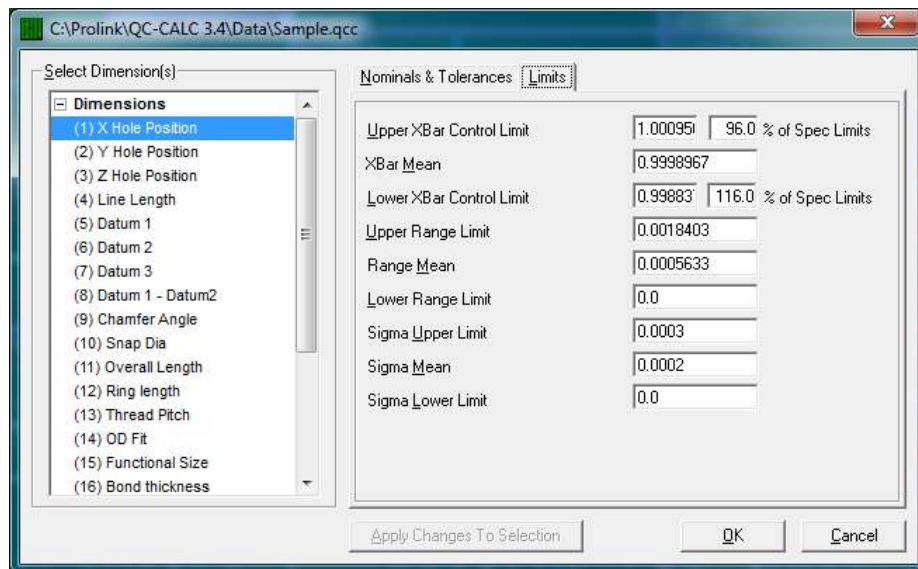 C:\Prolink\QC-CALC 3.4\Data\Sample.qcc
Select Dimension(s)
Dimensions
(1) X Hole Position
(2) Y Hole Position
(3) Z Hole Position
(4) Line Length
(5) Datum 1
(6) Datum 2
(7) Datum 3
(8) Datum 1 - Datum2
(9) Chamfer Angle
(10) Snap Dia
(11) Overall Length
(12) Ring length
(13) Thread Pitch
(14) OD Fit
(15) Functional Size
(16) Bond thickness
Nominals & Tolerances Limits
Upper XBar Control Limit 96.0 % of Spec Limits
XBar Mean 0.9998967
Lower XBar Control Limit 116.0 % of Spec Limits
Upper Range Limit 0.0018403
Range Mean 0.0005633
Lower Range Limit 0.0
Sigma Upper Limit 0.0003
Sigma Mean 0.0002
Sigma Lower Limit 0.0
Apply Changes To Selection OK Cancel